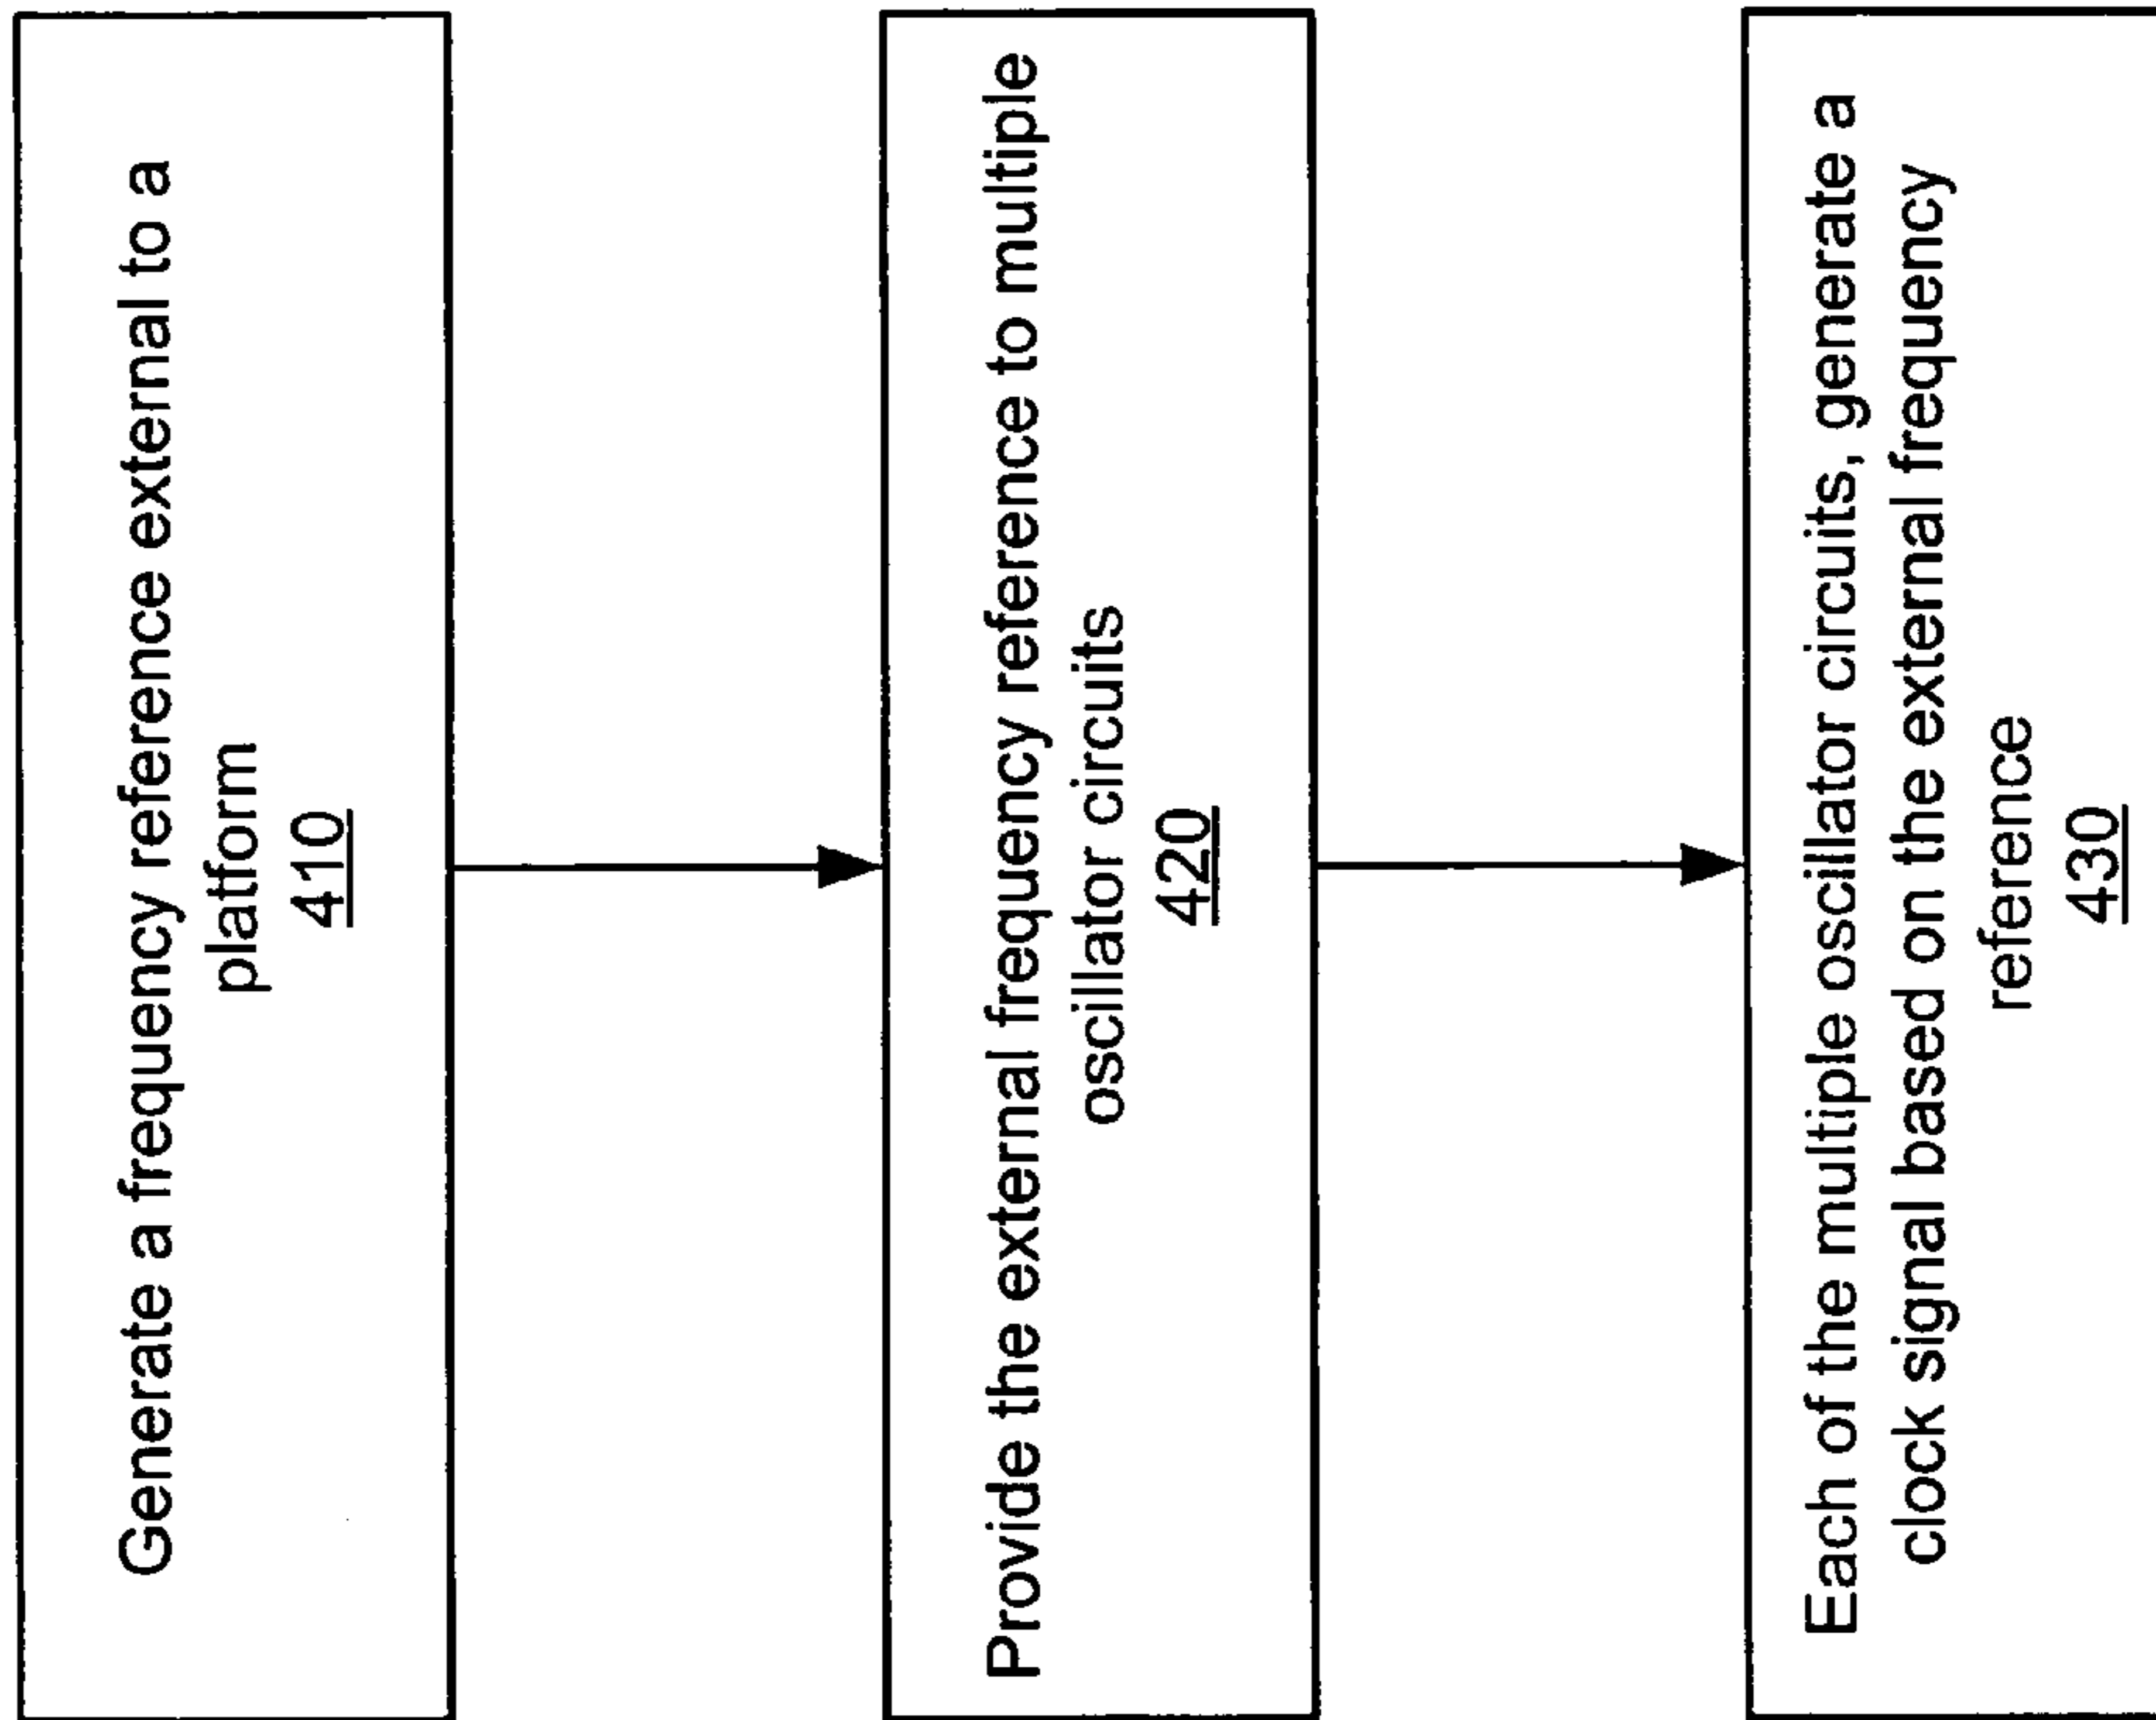 Generate a frequency reference external to a
platform
410
Provide the external frequency reference to multiple
oscillator circuits
420
Each of the multiple oscillator circuits, generate a
clock signal based on the external frequency
reference
430